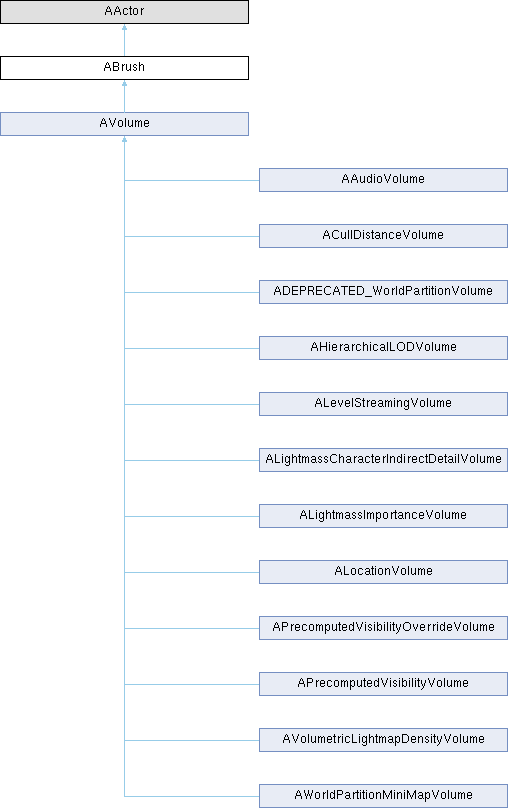 AActor
ABrush
AVolume
AAudioVolume
ACullDistanceVolume
ADEPRECATED_WorldPartitionVolume
AHierarchicalLODVolume
ALevelStreamingVolume
ALightmassCharacterIndirectDetailVolume
ALightmassImportanceVolume
ALocationVolume
APrecomputedVisibilityOverrideVolume
APrecomputedVisibilityVolume
AVolumetricLightmapDensityVolume
AWorldPartitionMiniMapVolume